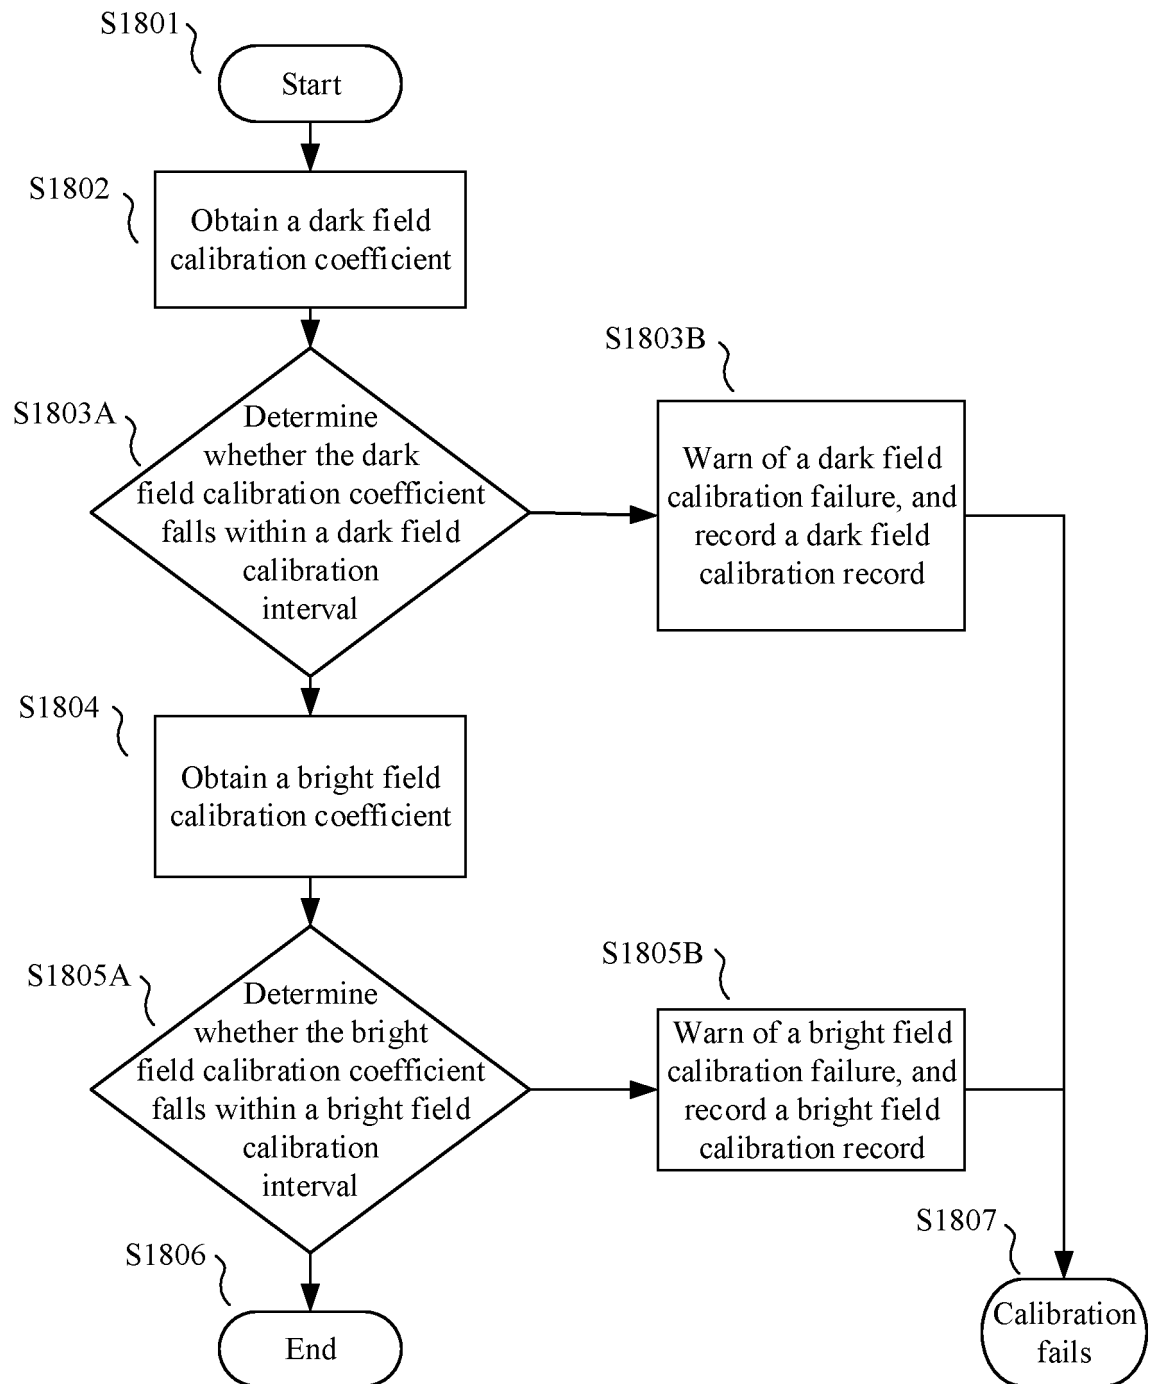 S1801
Start
S1802
Obtain a dark field
calibration coefficient
S1803A
Determine
whether the dark
field calibration coefficient
falls within a dark field
calibration
interval
S1803B
Warn of a dark field
calibration failure, and
record a dark field
calibration record
S1804
Obtain a bright field
calibration coefficient
S1805A
Determine
whether the bright
field calibration coefficient
falls within a bright field
calibration
interval
S1805B
Warn of a bright field
calibration failure, and
record a bright field
calibration record
S1806
End
S1807
Calibration
fails